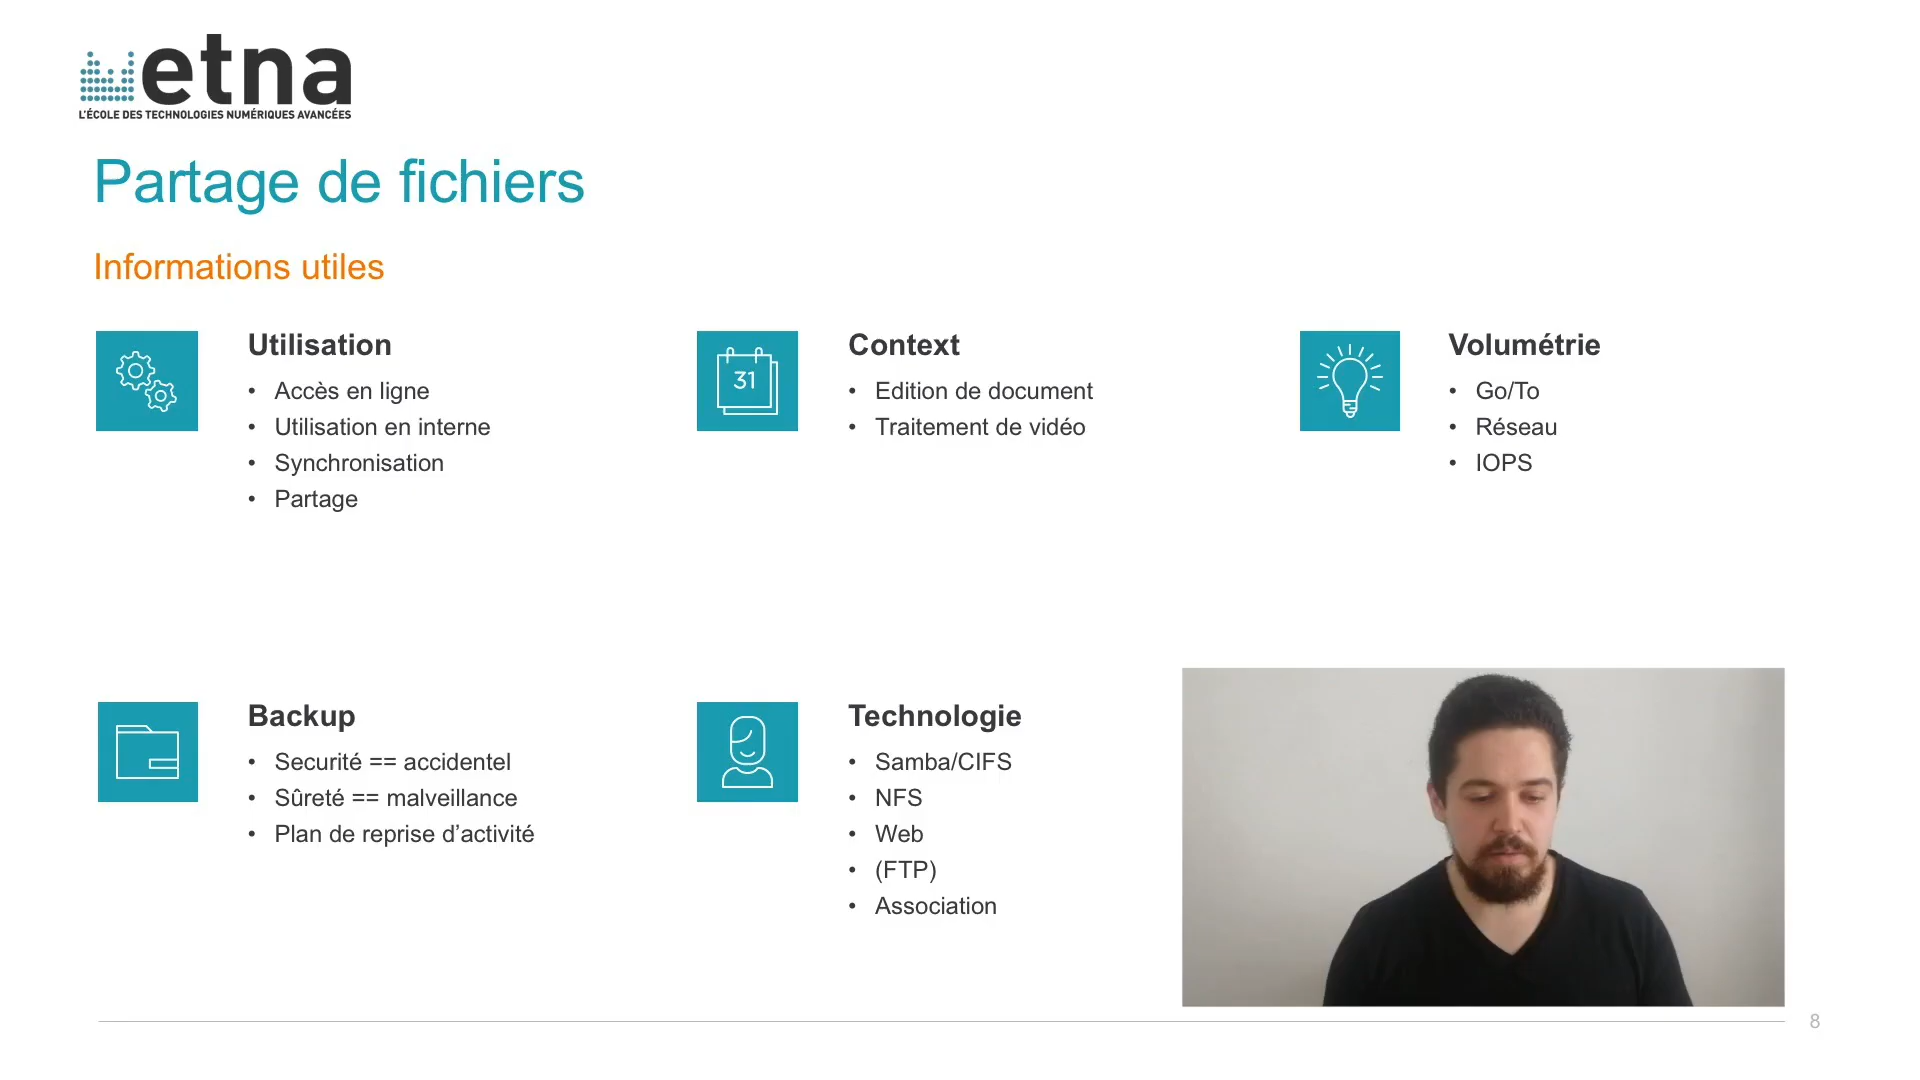 etna
L'ÉCOLE DES TECHNOLOGIES NUMÉRIQUES AVANCÉES
Partage de fichiers
Informations utiles
Utilisation
• Accès en ligne
• Utilisation en interne
• Synchronisation
• Partage
31
Context
• Edition de document
• Traitement de vidéo
Volumétrie
• Go/To
• Réseau
• IOPS
Backup
• Securité == accidentel
• Sûreté == malveillance
• Plan de reprise d’activité
Technologie
• Samba/CIFS
• NFS
• Web
• (FTP)
• Association
8